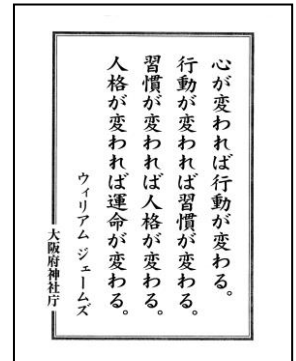 心が変われば行動が変わる。
行動が変われば習慣が変わる。
習慣が変われば人格が変わる。
人格が変われば運命が変わる。
ウィリアム ジェームズ
大阪府神社庁